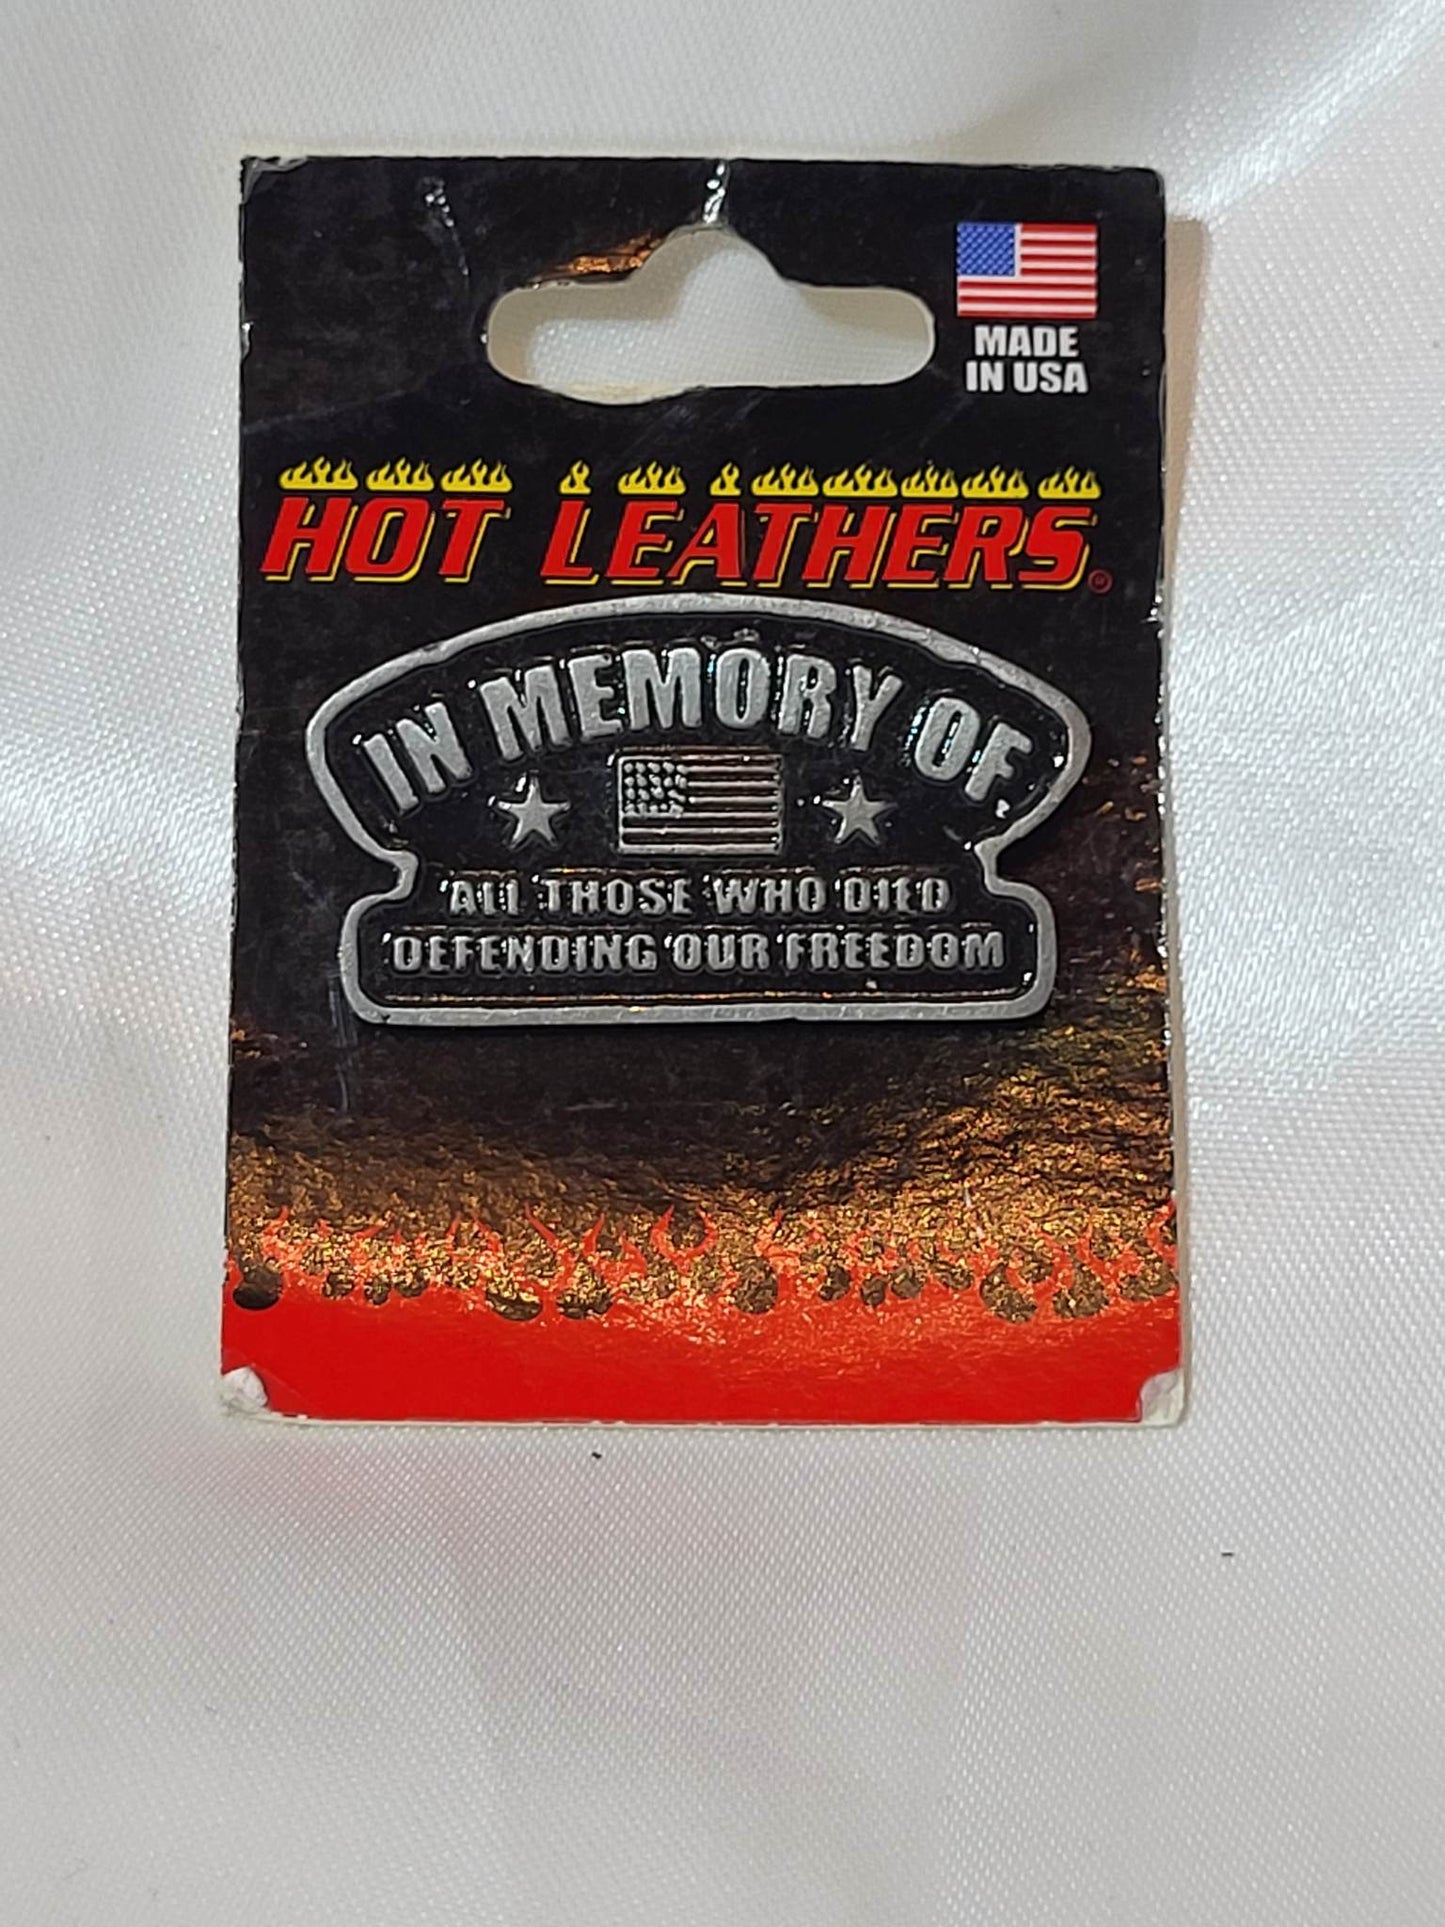 MADE
IN USA
HOT LEATHERS®
IN MEMORY OF
ALL THOSE WHO DIED
DEFENDING OUR FREEDOM